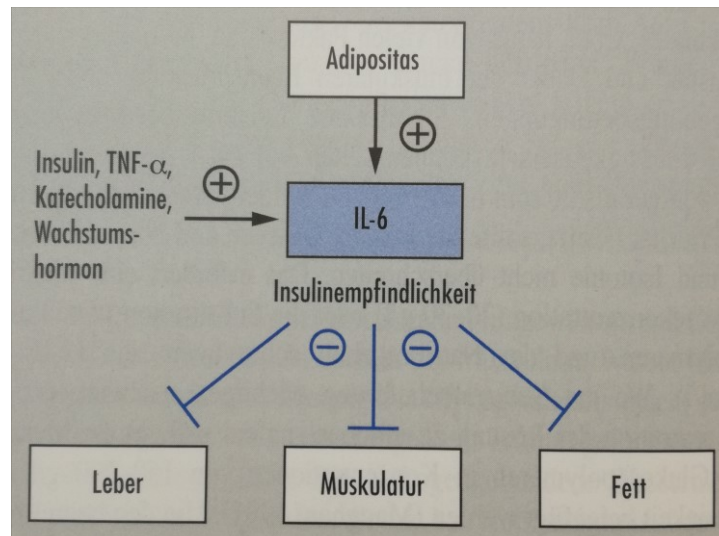 Adipositas
+
Insulin, TNF-α,
Katecholamine,
Wachstums-
hormon
+
IL-6
Insulinempfindlichkeit
− −
Leber
Muskulatur
Fett